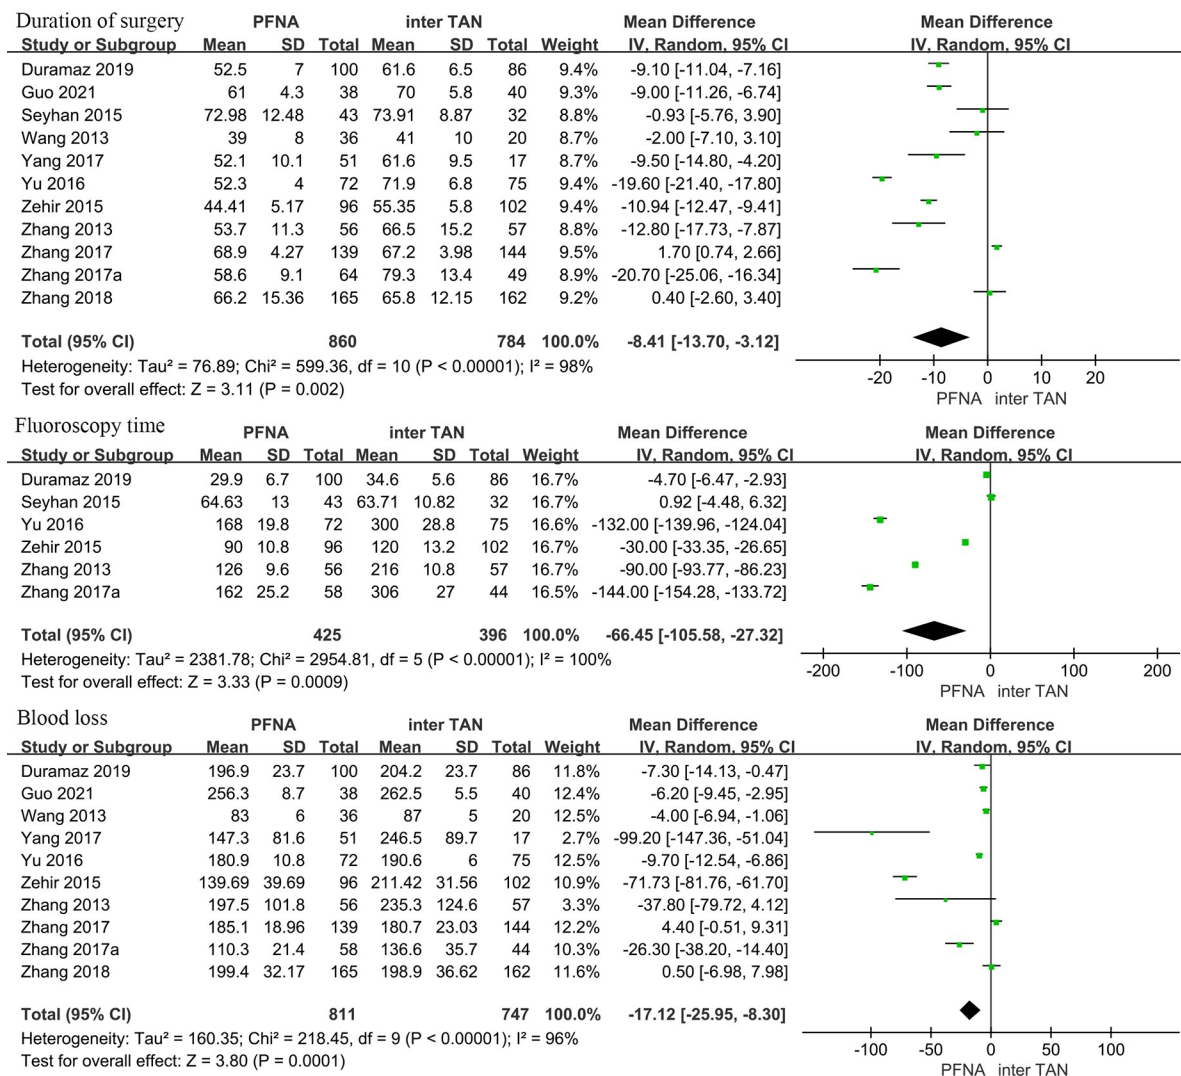 Duration of surgery PFNA inter TAN Mean Difference Mean Difference
Study or Subgroup Mean SD Total Mean SD Total Weight IV, Random, 95% CI IV, Random, 95% CI
Duramaz 2019 52.5 7 100 61.6 6.5 86 9.4% -9.10 [-11.04, -7.16]
Guo 2021 61 4.3 38 70 5.8 40 9.3% -9.00 [-11.26, -6.74]
Seyhan 2015 72.98 12.48 43 73.91 8.87 32 8.8% -0.93 [-5.76, 3.90]
Wang 2013 39 8 36 41 10 20 8.7% -2.00 [-7.10, 3.10]
Yang 2017 52.1 10.1 51 61.6 9.5 17 8.7% -9.50 [-14.80, -4.20]
Yu 2016 52.3 4 72 71.9 6.8 75 9.4% -19.60 [-21.40, -17.80]
Zehir 2015 44.41 5.17 96 55.35 5.8 102 9.4% -10.94 [-12.47, -9.41]
Zhang 2013 53.7 11.3 56 66.5 15.2 57 8.8% -12.80 [-17.73, -7.87]
Zhang 2017 68.9 4.27 139 67.2 3.98 144 9.5% 1.70 [0.74, 2.66]
Zhang 2017a 58.6 9.1 64 79.3 13.4 49 8.9% -20.70 [-25.06, -16.34]
Zhang 2018 66.2 15.36 165 65.8 12.15 162 9.2% 0.40 [-2.60, 3.40]
Total (95% CI) 860 784 100.0% -8.41 [-13.70, -3.12]
Heterogeneity: Tau² = 76.89; Chi² = 599.36, df = 10 (P < 0.00001); I² = 98%
Test for overall effect: Z = 3.11 (P = 0.002)
-20 -10 0 10 20
PFNA inter TAN
Fluoroscopy time PFNA inter TAN Mean Difference Mean Difference
Study or Subgroup Mean SD Total Mean SD Total Weight IV, Random, 95% CI IV, Random, 95% CI
Duramaz 2019 29.9 6.7 100 34.6 5.6 86 16.7% -4.70 [-6.47, -2.93]
Seyhan 2015 64.63 13 43 63.71 10.82 32 16.7% 0.92 [-4.48, 6.32]
Yu 2016 168 19.8 72 300 28.8 75 16.6% -132.00 [-139.96, -124.04]
Zehir 2015 90 10.8 96 120 13.2 102 16.7% -30.00 [-33.35, -26.65]
Zhang 2013 126 9.6 56 216 10.8 57 16.7% -90.00 [-93.77, -86.23]
Zhang 2017a 162 25.2 58 306 27 44 16.5% -144.00 [-154.28, -133.72]
Total (95% CI) 425 396 100.0% -66.45 [-105.58, -27.32]
Heterogeneity: Tau² = 2381.78; Chi² = 2954.81, df = 5 (P < 0.00001); I² = 100%
Test for overall effect: Z = 3.33 (P = 0.0009)
-200 -100 0 100 200
PFNA inter TAN
Blood loss PFNA inter TAN Mean Difference Mean Difference
Study or Subgroup Mean SD Total Mean SD Total Weight IV, Random, 95% CI IV, Random, 95% CI
Duramaz 2019 196.9 23.7 100 204.2 23.7 86 11.8% -7.30 [-14.13, -0.47]
Guo 2021 256.3 8.7 38 262.5 5.5 40 12.4% -6.20 [-9.45, -2.95]
Wang 2013 83 6 36 87 5 20 12.5% -4.00 [-6.94, -1.06]
Yang 2017 147.3 81.6 51 246.5 89.7 17 2.7% -99.20 [-147.36, -51.04]
Yu 2016 180.9 10.8 72 190.6 6 75 12.5% -9.70 [-12.54, -6.86]
Zehir 2015 139.69 39.69 96 211.42 31.56 102 10.9% -71.73 [-81.76, -61.70]
Zhang 2013 197.5 101.8 56 235.3 124.6 57 3.3% -37.80 [-79.72, 4.12]
Zhang 2017 185.1 18.96 139 180.7 23.03 144 12.2% 4.40 [-0.51, 9.31]
Zhang 2017a 110.3 21.4 58 136.6 35.7 44 10.3% -26.30 [-38.20, -14.40]
Zhang 2018 199.4 32.17 165 198.9 36.62 162 11.6% 0.50 [-6.98, 7.98]
Total (95% CI) 811 747 100.0% -17.12 [-25.95, -8.30]
Heterogeneity: Tau² = 160.35; Chi² = 218.45, df = 9 (P < 0.00001); I² = 96%
Test for overall effect: Z = 3.80 (P = 0.0001)
-100 -50 0 50 100
PFNA inter TAN